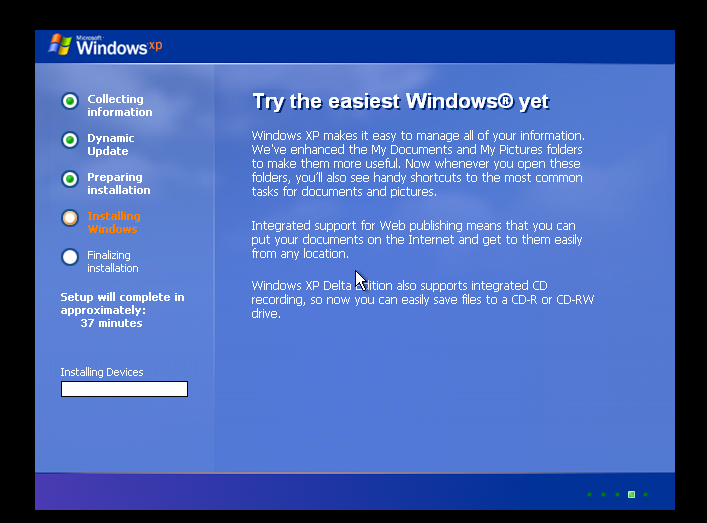 Microsoft
Windows xp
Collecting
information
Dynamic
Update
Preparing
installation
Installing
Windows
Finalizing
installation
Setup will complete in
approximately:
37 minutes
Installing Devices
Try the easiest Windows® yet
Windows XP makes it easy to manage all of your information.
We've enhanced the My Documents and My Pictures folders
to make them more useful. Now whenever you open these
folders, you'll also see handy shortcuts to the most common
tasks for documents and pictures.
Integrated support for Web publishing means that you can
put your documents on the Internet and get to them easily
from any location.
Windows XP Delta Edition also supports integrated CD
recording, so now you can easily save files to a CD-R or CD-RW
drive.